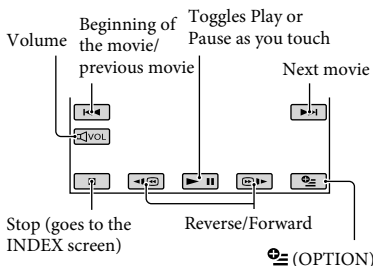 Volume
Beginning of
the movie/
previous movie
Toggles Play or
Pause as you touch
Next movie
VOL
Stop (goes to the
INDEX screen)
Reverse/Forward
(OPTION)